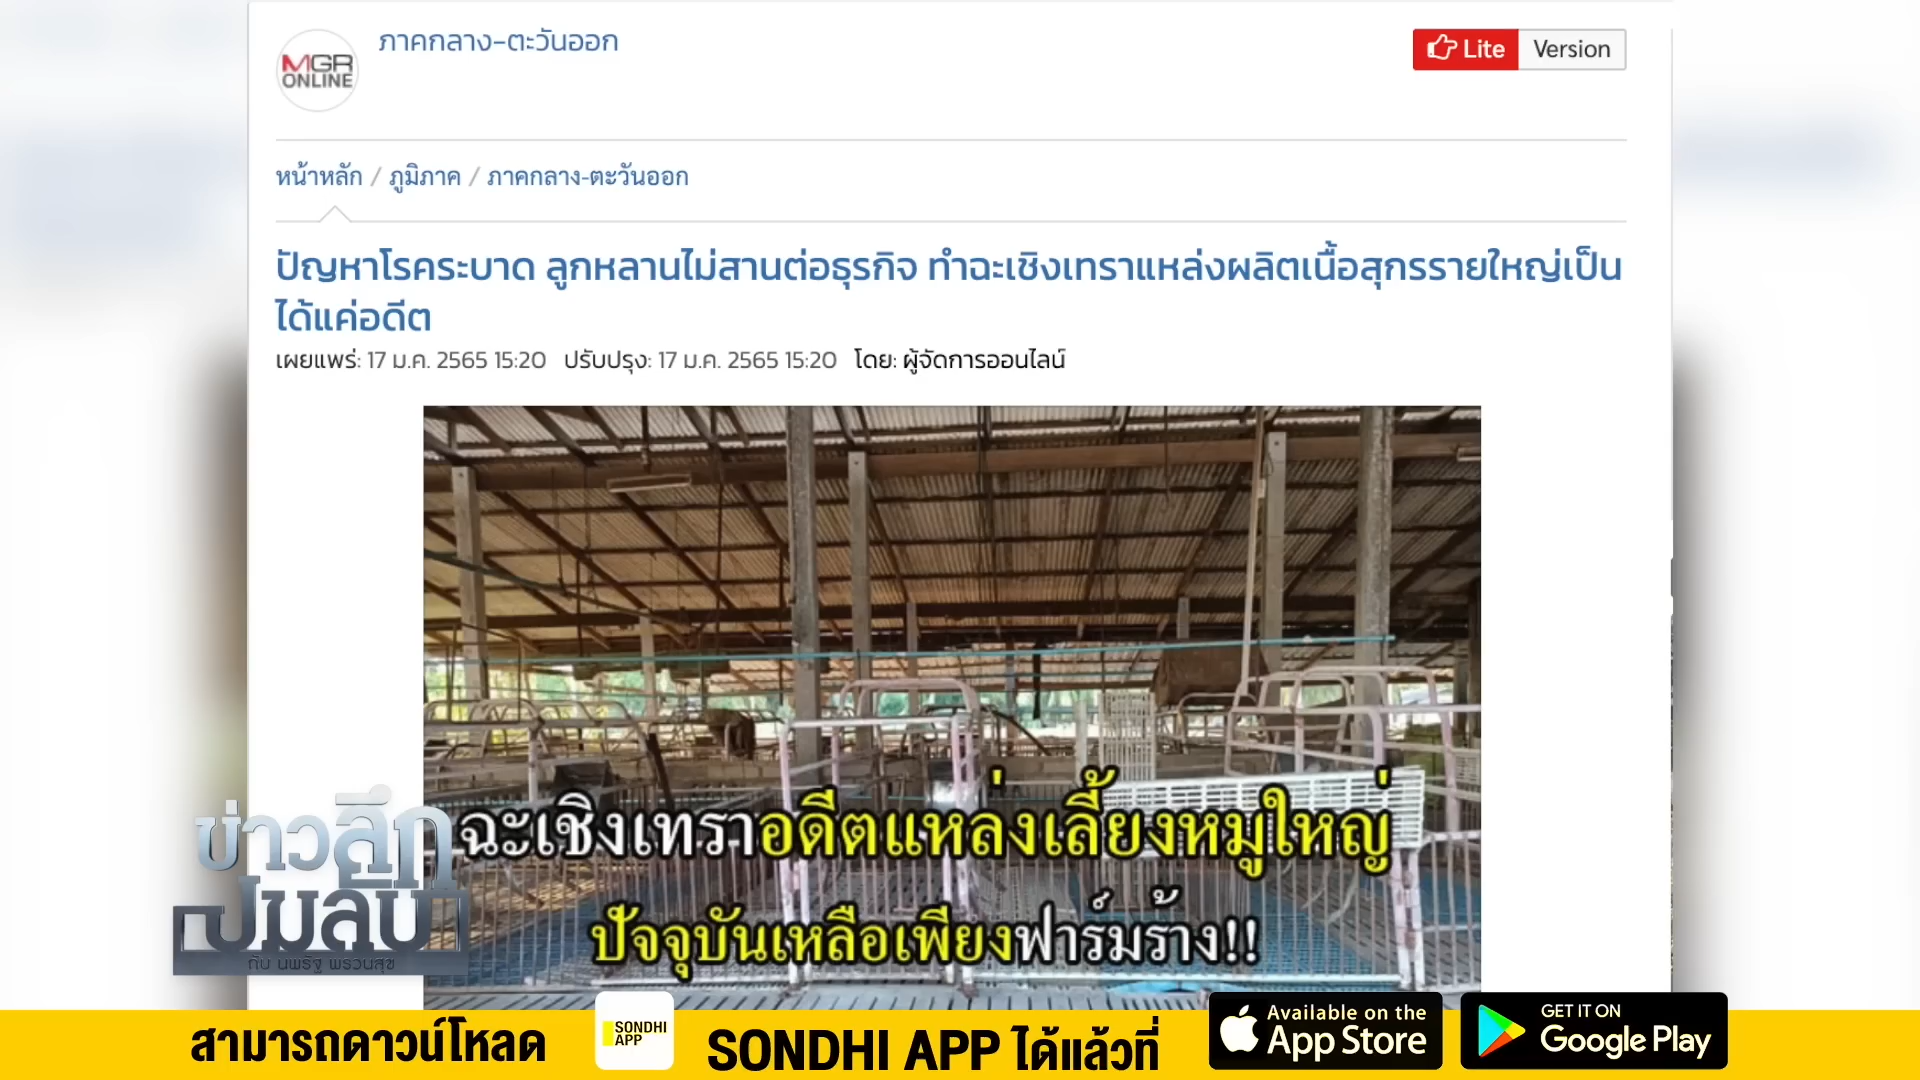 MGR
ONLINE
ภาคกลาง-ตะวันออก
Lite Version
หน้าหลัก / ภูมิภาค / ภาคกลาง-ตะวันออก
ปัญหาโรคระบาด ลูกหลานไม่สานต่อธุรกิจ ทำฉะเชิงเทราแหล่งผลิตเนื้อสุกรรายใหญ่เป็น
ได้แค่อดีต
เผยแพร่: 17 ม.ค. 2565 15:20 ปรับปรุง: 17 ม.ค. 2565 15:20 โดย: ผู้จัดการออนไลน์
ฉะเชิงเทราอดีตแหล่งเลี้ยงหมูใหญ่
ปัจจุบันเหลือเพียงฟาร์มร้าง!!
ข่าวลึก
ปมลับ
กับ นพรัฐ พรวนสุข
สามารถดาวน์โหลด
SONDHI
APP
SONDHI APP ได้แล้วที่
Available on the
App Store
GET IT ON
Google Play